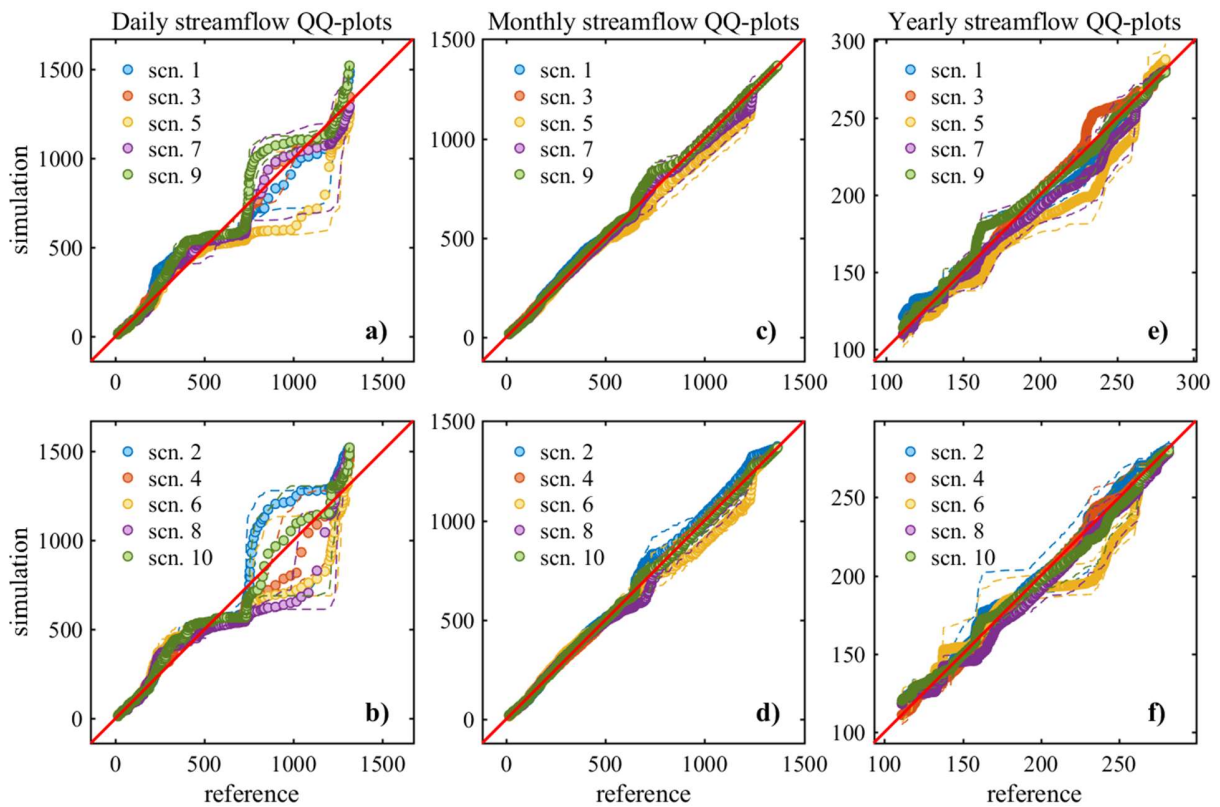 Daily streamflow QQ-plots
Monthly streamflow QQ-plots
Yearly streamflow QQ-plots
simulation
1500
1000
500
0
scn. 1
scn. 3
scn. 5
scn. 7
scn. 9
a)
0
500
1000
1500
1500
1000
500
0
scn. 1
scn. 3
scn. 5
scn. 7
scn. 9
c)
0
500
1000
1500
300
250
200
150
100
scn. 1
scn. 3
scn. 5
scn. 7
scn. 9
e)
100
150
200
250
300
simulation
1500
1000
500
0
scn. 2
scn. 4
scn. 6
scn. 8
scn. 10
b)
0
500
1000
1500
reference
1500
1000
500
0
scn. 2
scn. 4
scn. 6
scn. 8
scn. 10
d)
0
500
1000
1500
reference
250
200
150
100
scn. 2
scn. 4
scn. 6
scn. 8
scn. 10
f)
100
150
200
250
reference